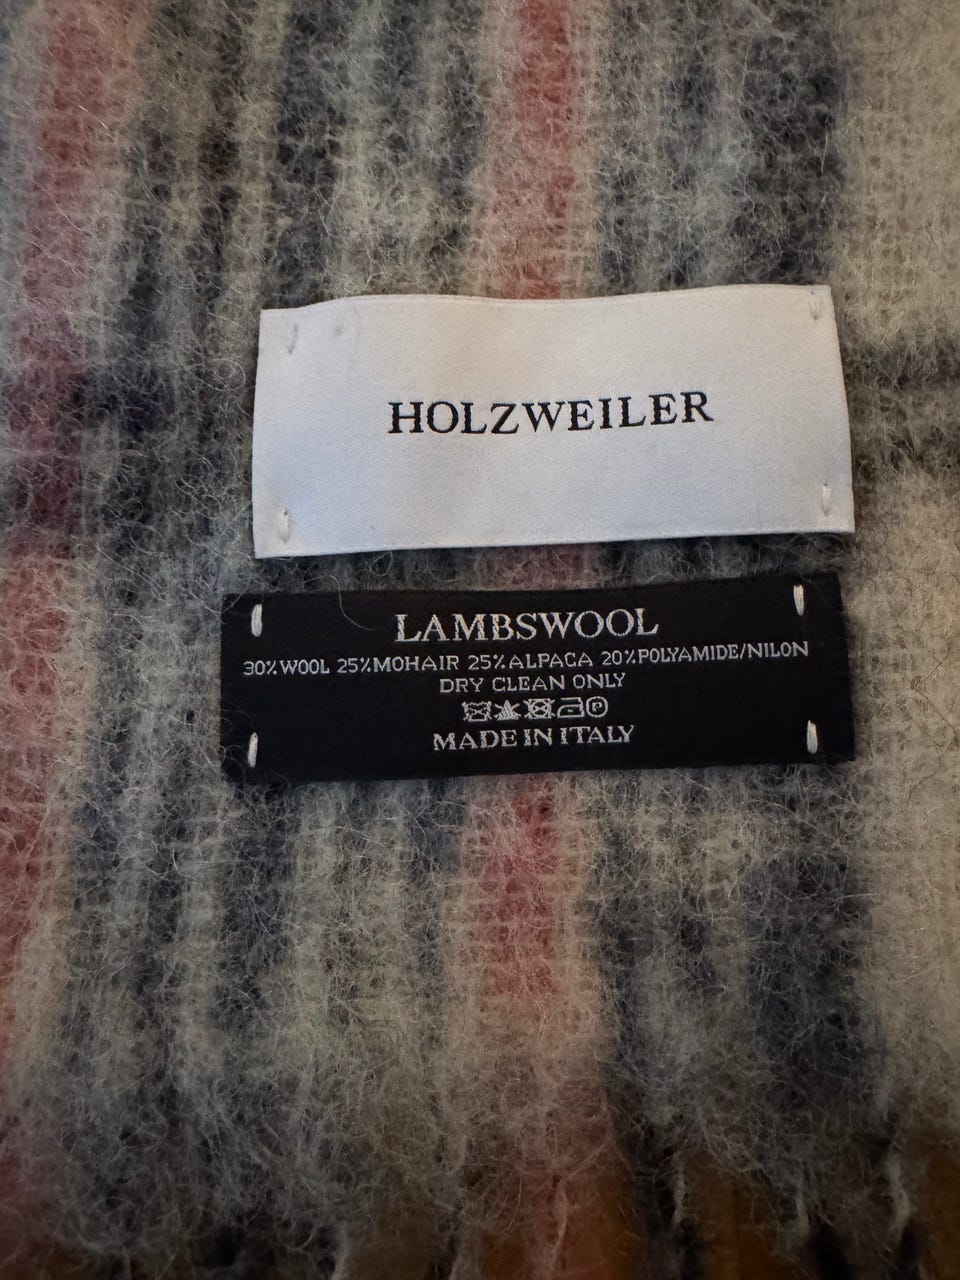 HOLZWEILER
LAMBSWOOL
30%WOOL 25%MOHAIR 25%ALPACA 20%POLYAMIDE/NILON
DRY CLEAN ONLY
P
MADE IN ITALY